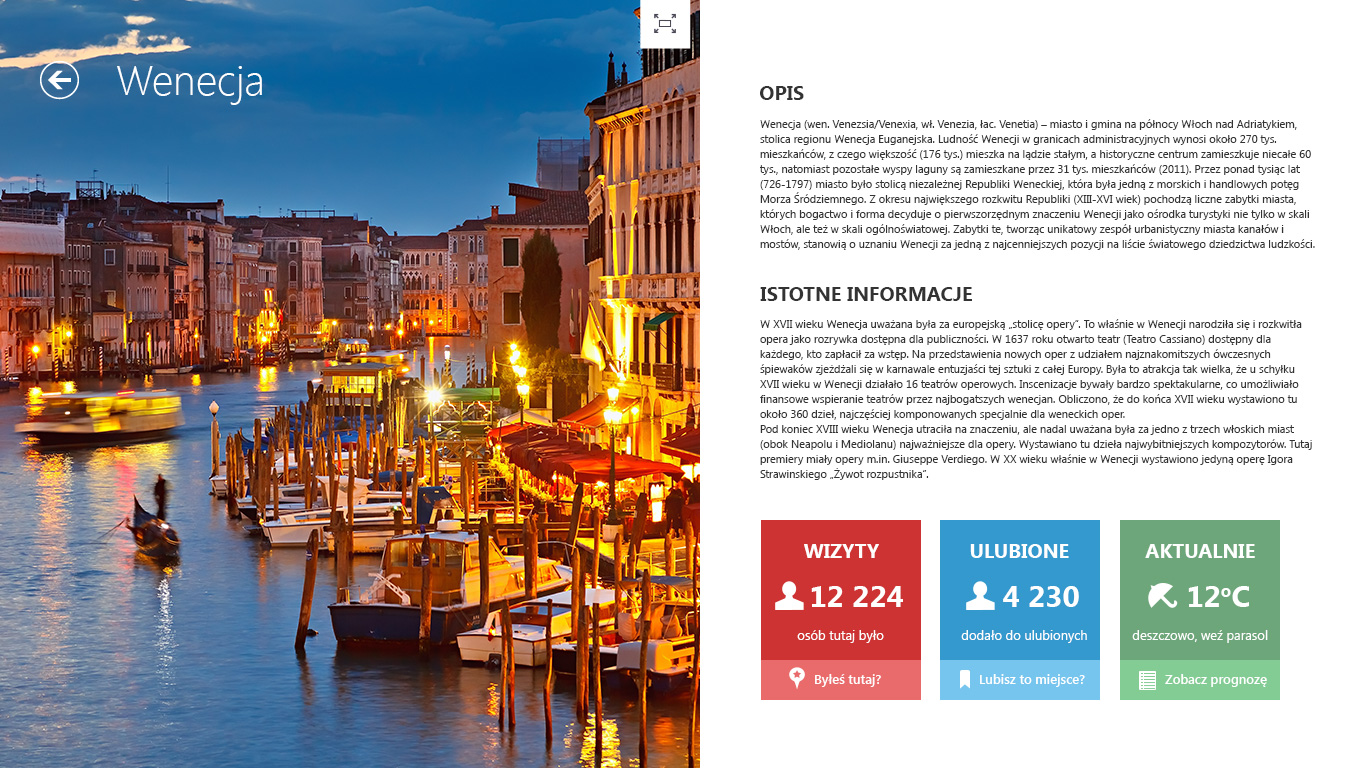 Wenecja
OPIS
Wenecja (wen. Venezsia/Venexia, wł. Venezia, łac. Venetia) – miasto i gmina na północy Włoch nad Adriatykiem,
stolica regionu Wenecja Euganejska. Ludność Wenecji w granicach administracyjnych wynosi około 270 tys.
mieszkańców, z czego większość (176 tys.) mieszka na lądzie stałym, a historyczne centrum zamieszkuje niecałe 60
tys., natomiast pozostałe wyspy laguny są zamieszkane przez 31 tys. mieszkańców (2011). Przez ponad tysiąc lat
(726-1797) miasto było stolicą niezależnej Republiki Weneckiej, która była jedną z morskich i handlowych potęg
Morza Śródziemnego. Z okresu największego rozkwitu Republiki (XIII-XVI wiek) pochodzą liczne zabytki miasta,
których bogactwo i forma decyduje o pierwszorzędnym znaczeniu Wenecji jako ośrodka turystyki nie tylko w skali
Włoch, ale też w skali ogólnoświatowej. Zabytki te, tworząc unikatowy zespół urbanistyczny miasta kanałów i
mostów, stanowią o uznaniu Wenecji za jedną z najcenniejszych pozycji na liście światowego dziedzictwa ludzkości.
ISTOTNE INFORMACJE
W XVII wieku Wenecja uważana była za europejską „stolicę opery”. To właśnie w Wenecji narodziła się i rozkwitła
opera jako rozrywka dostępna dla publiczności. W 1637 roku otwarto teatr (Teatro Cassiano) dostępny dla
każdego, kto zapłacił za wstęp. Na przedstawienia nowych oper z udziałem najznakomitszych ówczesnych
śpiewaków zjeżdżali się w karnawale entuzjaści tej sztuki z całej Europy. Była to atrakcja tak wielka, że u schyłku
XVII wieku w Wenecji działało 16 teatrów operowych. Inscenizacje bywały bardzo spektakularne, co umożliwiało
finansowe wspieranie teatrów przez najbogatszych wenecjan. Obliczono, że do końca XVII wieku wystawiono tu
około 360 dzieł, najczęściej komponowanych specjalnie dla weneckich oper.
Pod koniec XVIII wieku Wenecja utraciła na znaczeniu, ale nadal uważana była za jedno z trzech włoskich miast
(obok Neapolu i Mediolanu) najważniejsze dla opery. Wystawiano tu dzieła najwybitniejszych kompozytorów. Tutaj
premiery miały opery m.in. Giuseppe Verdiego. W XX wieku właśnie w Wenecji wystawiono jedyną operę Igora
Strawinskiego „Żywot rozpustnika”.
WIZYTY
12 224
osób tutaj było
Byłeś tutaj?
ULUBIONE
4 230
dodało do ulubionych
Lubisz to miejsce?
AKTUALNIE
12ºC
deszczowo, weź parasol
Zobacz prognozę